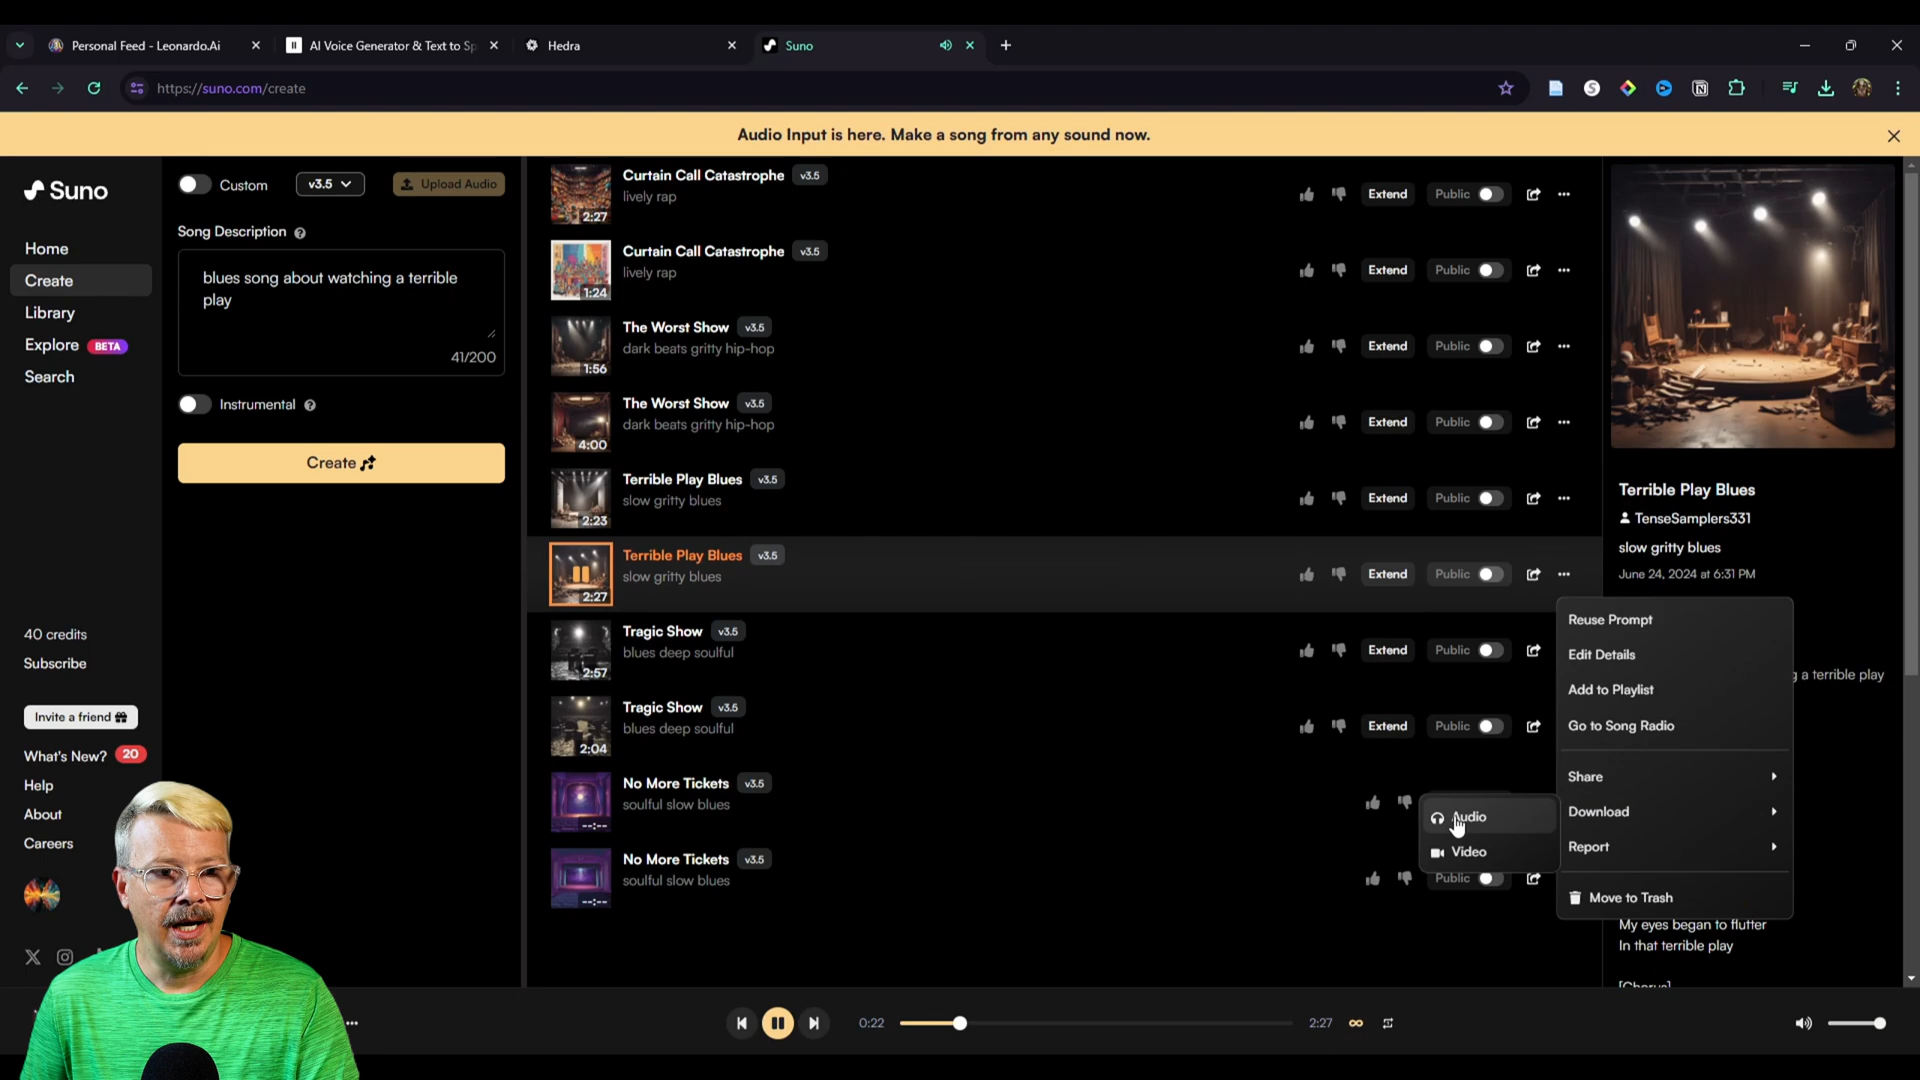 Personal Feed - Leonardo.Ai
AI Voice Generator & Text to Sp
Hedra
Suno
https://suno.com/create
Audio Input is here. Make a song from any sound now.
Suno
Home
Create
Library
Explore BETA
Search
40 credits
Subscribe
Invite a friend
What's New? 20
Help
About
Careers
Custom
v3.5
Upload Audio
Song Description
blues song about watching a terrible
play
41/200
Instrumental
Create
Curtain Call Catastrophe v3.5
lively rap
2:27
Extend Public
Curtain Call Catastrophe v3.5
lively rap
1:24
Extend Public
The Worst Show v3.5
dark beats gritty hip-hop
1:56
Extend Public
The Worst Show v3.5
dark beats gritty hip-hop
4:00
Extend Public
Terrible Play Blues v3.5
slow gritty blues
2:23
Extend Public
Terrible Play Blues v3.5
slow gritty blues
2:27
Extend Public
Tragic Show v3.5
blues deep soulful
2:57
Extend Public
Tragic Show v3.5
blues deep soulful
2:04
Extend Public
No More Tickets v3.5
soulful slow blues
--:--
No More Tickets v3.5
soulful slow blues
--:--
Public
Audio
Video
Reuse Prompt
Edit Details
Add to Playlist
Go to Song Radio
Share
Download
Report
Move to Trash
Terrible Play Blues
TenseSamplers331
slow gritty blues
June 24, 2024 at 6:31 PM
g a terrible play
My eyes began to flutter
In that terrible play
[Chorus]
0:22
2:27